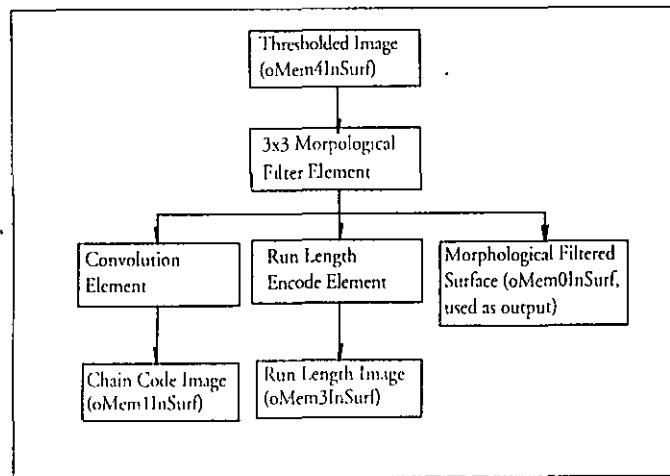 Thresholded Image
(oMem4InSurf)
3x3 Morpological
Filter Element
Convolution
Element
Run Length
Encode Element
Morphological Filtered
Surface (oMem0InSurf,
used as output)
Chain Code Image
(oMem1InSurf)
Run Length Image
(oMem3InSurf)